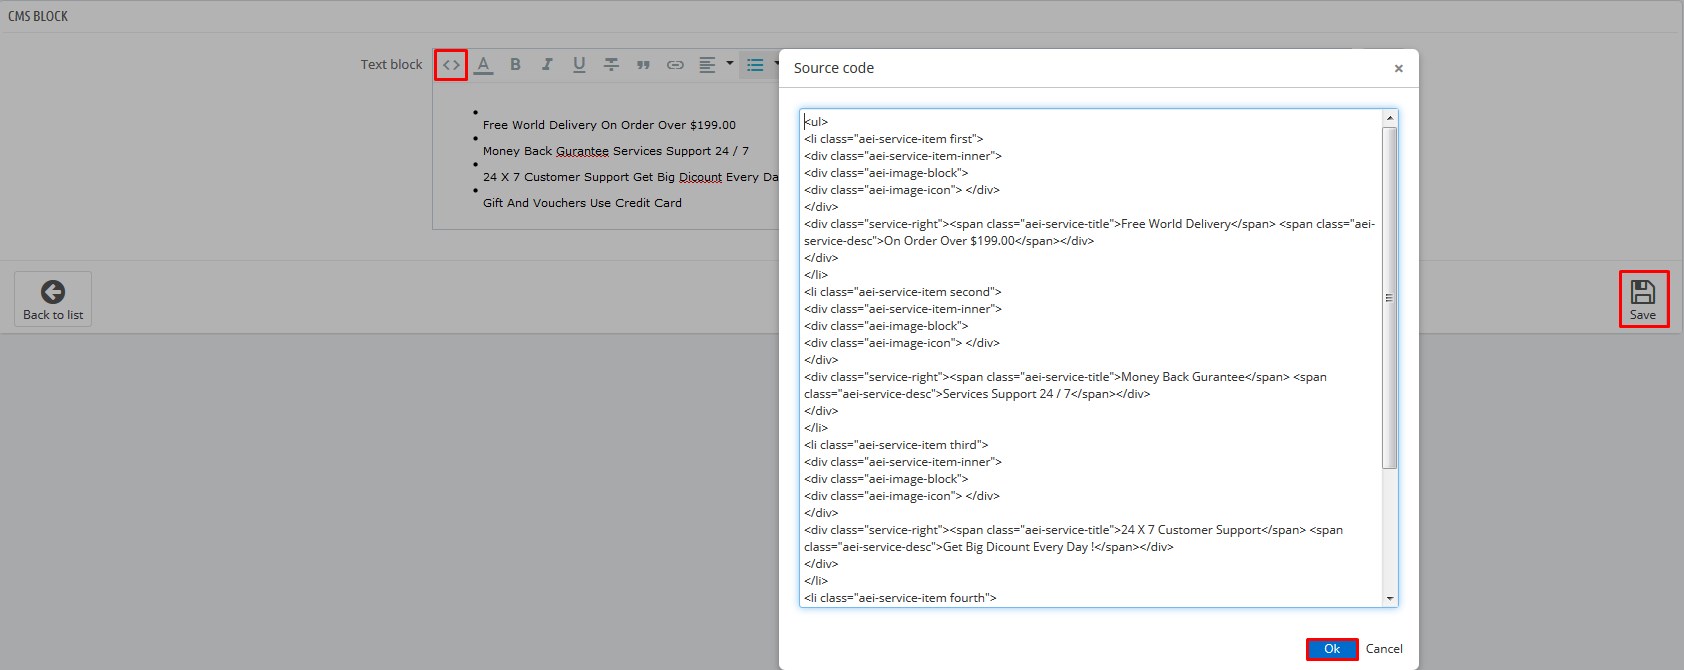 CMS BLOCK
Text block
Free World Delivery On Order Over $199.00
Money Back Gurantee Services Support 24 / 7
24 X 7 Customer Support Get Big Dicount Every Da
Gift And Vouchers Use Credit Card
Back to list
Save
Source code
<ul>
<li class="aei-service-item first">
<div class="aei-service-item-inner">
<div class="aei-image-block">
<div class="aei-image-icon"> </div>
</div>
<div class="service-right"><span class="aei-service-title">Free World Delivery</span> <span class="aei-
service-desc">On Order Over $199.00</span></div>
</div>
</li>
<li class="aei-service-item second">
<div class="aei-service-item-inner">
<div class="aei-image-block">
<div class="aei-image-icon"> </div>
</div>
<div class="service-right"><span class="aei-service-title">Money Back Gurantee</span> <span
class="aei-service-desc">Services Support 24 / 7</span></div>
</div>
</li>
<li class="aei-service-item third">
<div class="aei-service-item-inner">
<div class="aei-image-block">
<div class="aei-image-icon"> </div>
</div>
<div class="service-right"><span class="aei-service-title">24 X 7 Customer Support</span> <span
class="aei-service-desc">Get Big Dicount Every Day !</span></div>
</div>
</li>
<li class="aei-service-item fourth">
Ok
Cancel